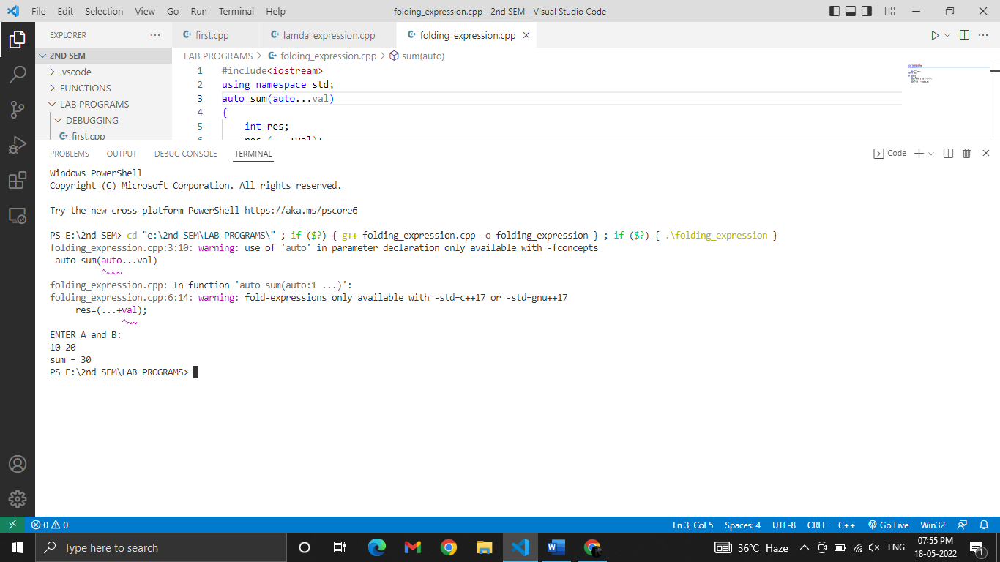 File Edit Selection View Go Run Terminal Help folding_expression.cpp - 2nd SEM - Visual Studio Code
EXPLORER ··· first.cpp lamda_expression.cpp folding_expression.cpp
2ND SEM
.vscode
FUNCTIONS
LAB PROGRAMS
DEBUGGING
first.cpp
LAB PROGRAMS > folding_expression.cpp > sum(auto)
1 #include<iostream>
2 using namespace std;
3 auto sum(auto...val)
4 {
5 int res;
6 res=(...+val);
PROBLEMS OUTPUT DEBUG CONSOLE TERMINAL Code
Windows PowerShell
Copyright (C) Microsoft Corporation. All rights reserved.
Try the new cross-platform PowerShell https://aka.ms/pscore6
PS E:\2nd SEM> cd "e:\2nd SEM\LAB PROGRAMS\" ; if ($?) { g++ folding_expression.cpp -o folding_expression } ; if ($?) { .\folding_expression }
folding_expression.cpp:3:10: warning: use of 'auto' in parameter declaration only available with -fconcepts
auto sum(auto...val)
^~~~
folding_expression.cpp: In function 'auto sum(auto:1 ...)':
folding_expression.cpp:6:14: warning: fold-expressions only available with -std=c++17 or -std=gnu++17
res=(...+val);
^~~
ENTER A and B:
10 20
sum = 30
PS E:\2nd SEM\LAB PROGRAMS>
0 0 Ln 3, Col 5 Spaces: 4 UTF-8 CRLF C++ Go Live Win32
Type here to search 36°C Haze ENG 07:55 PM
18-05-2022 1